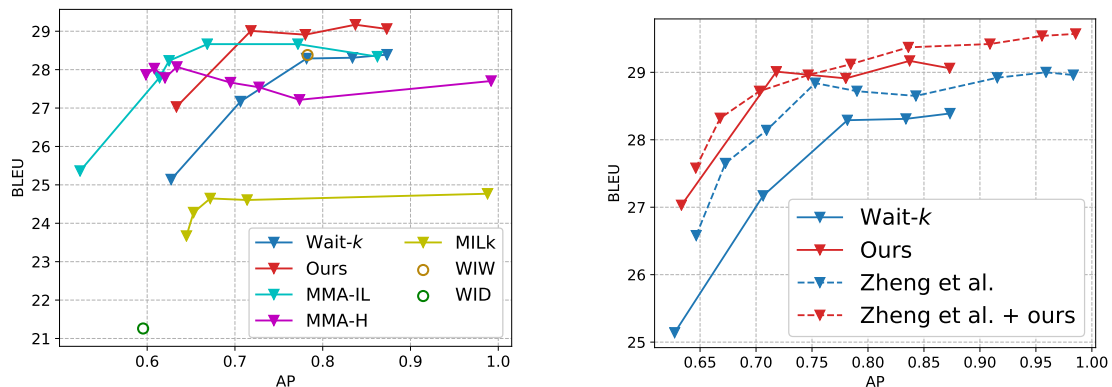 29
28
27
26
25
24
23
22
21
BLEU
0.6 0.7 0.8 0.9 1.0
AP
Wait-k
Ours
MMA-IL
MMA-H
MILk
WIW
WID
29
28
27
26
25
BLEU
0.65 0.70 0.75 0.80 0.85 0.90 0.95 1.00
AP
Wait-k
Ours
Zheng et al.
Zheng et al. + ours